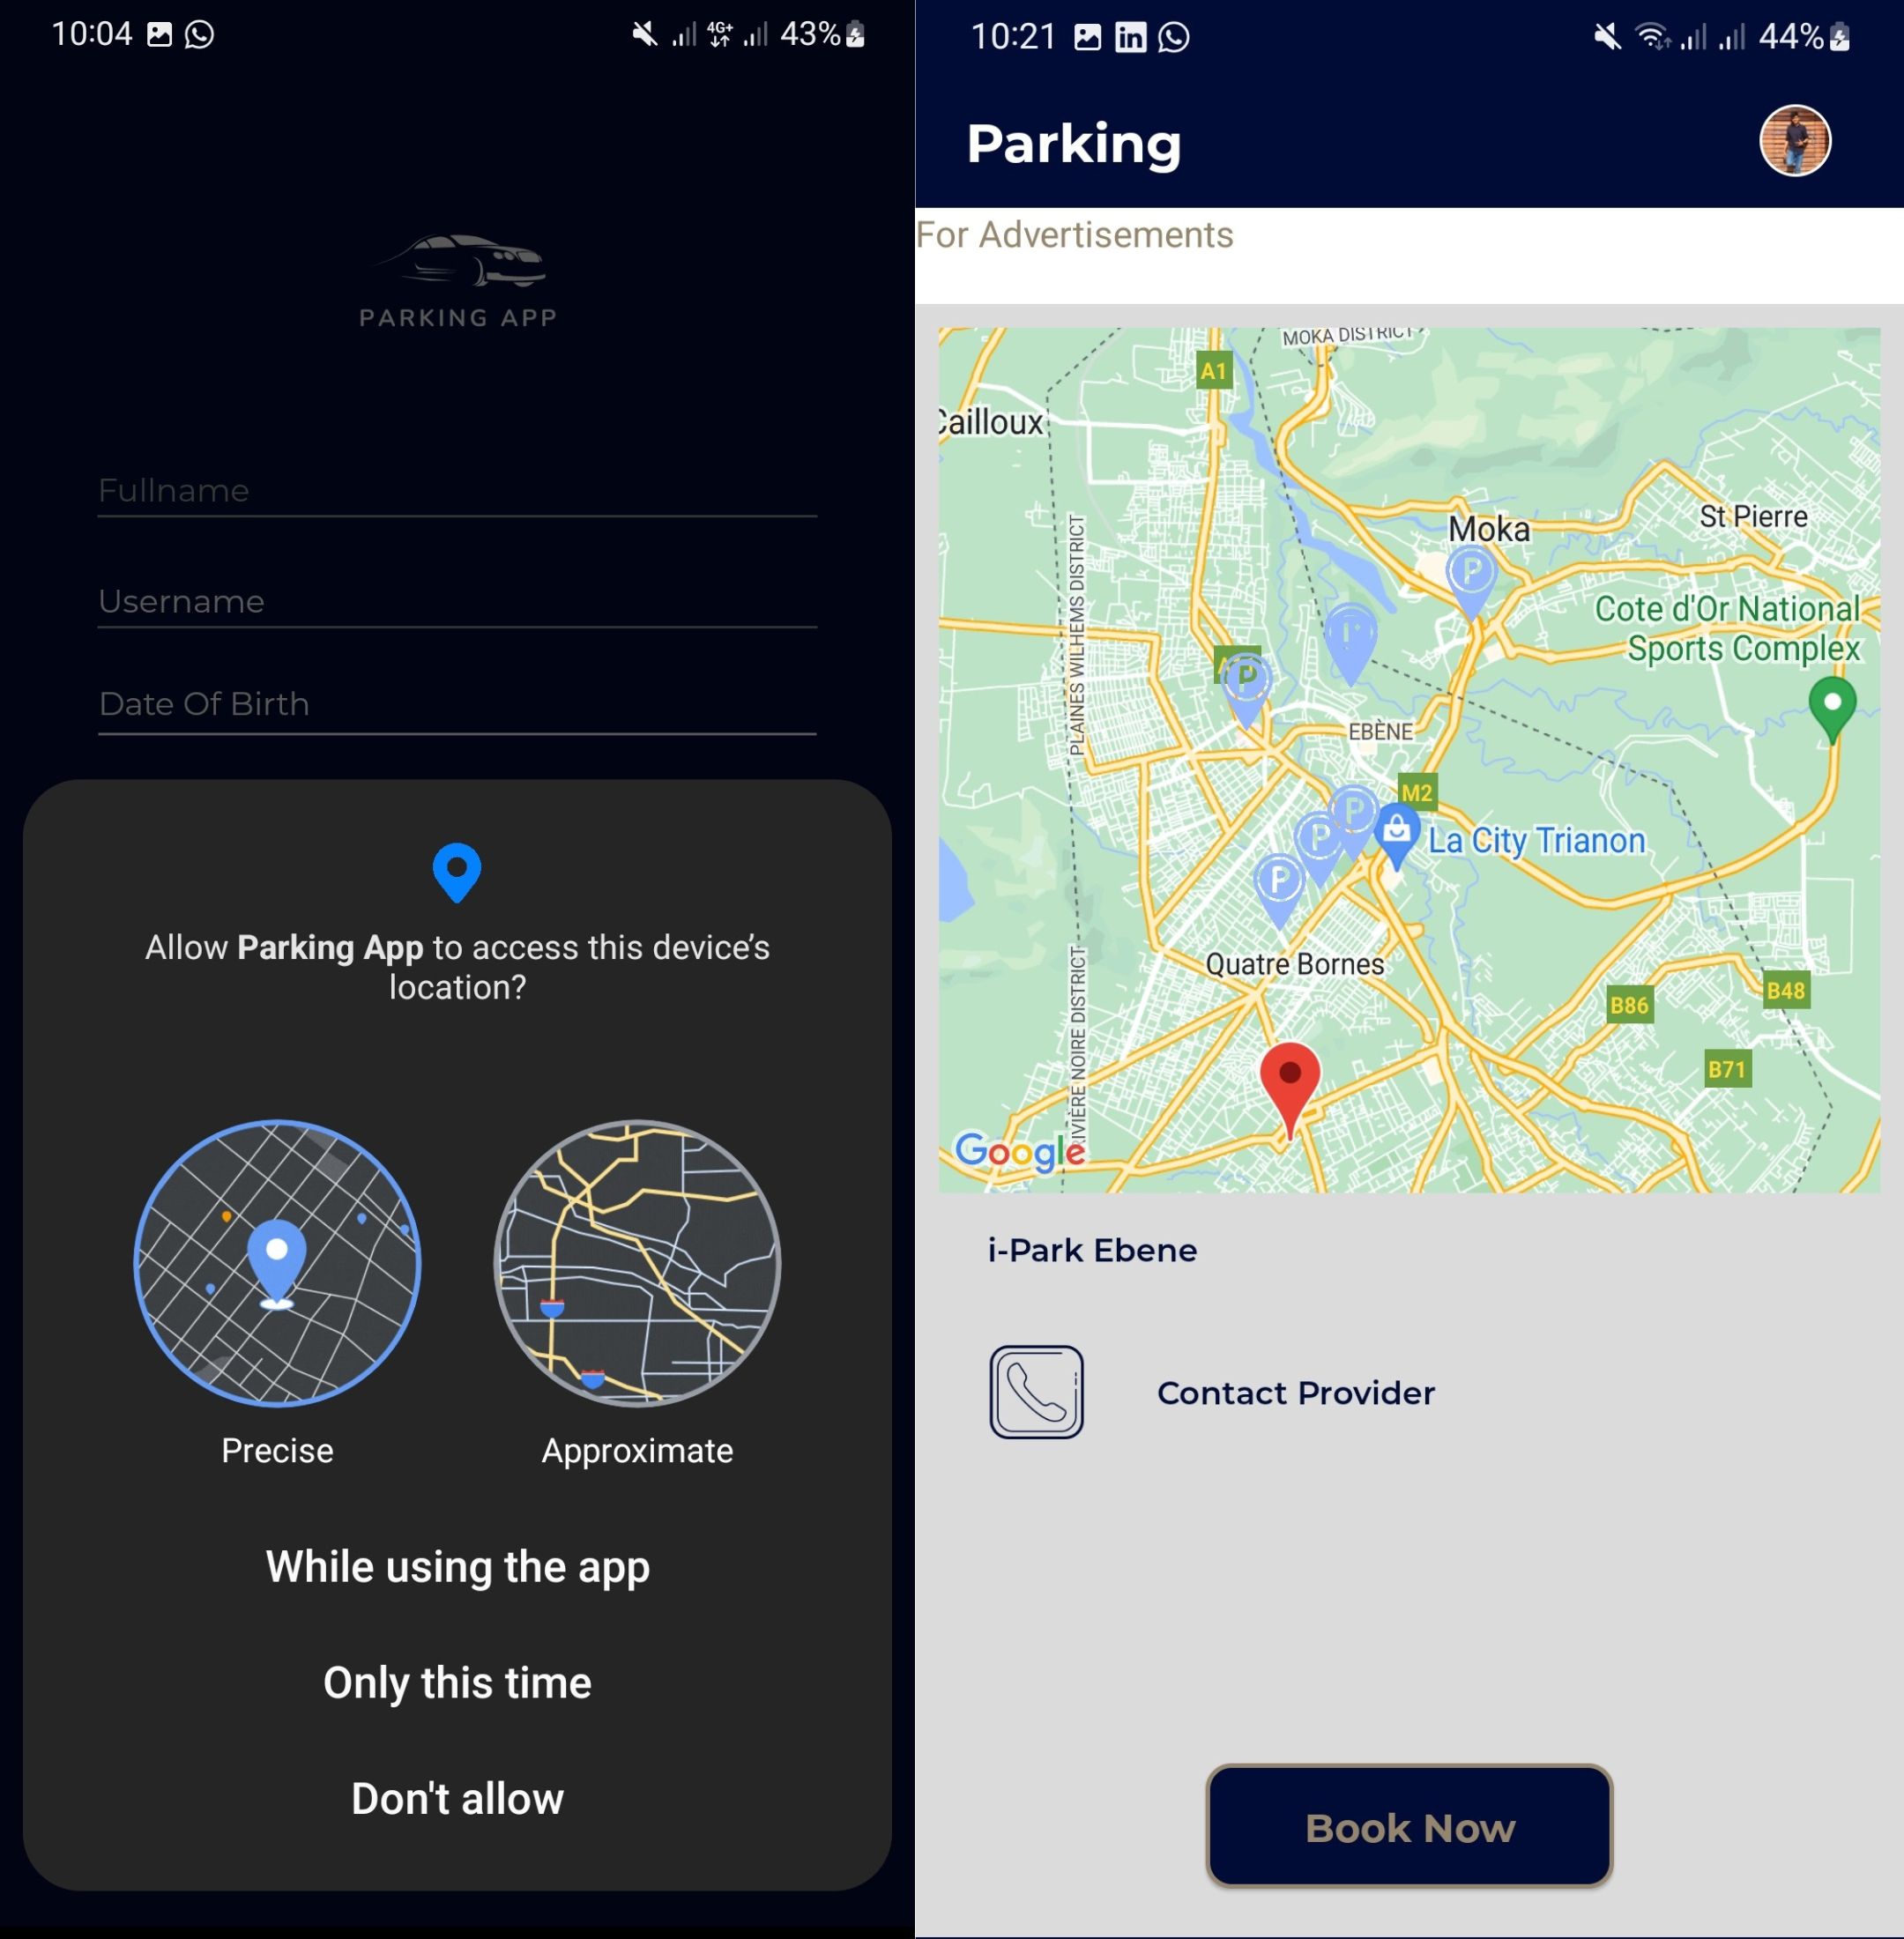 10:04
4G+
43%
PARKING APP
Fullname
Username
Date Of Birth
Allow Parking App to access this device's
location?
Precise
Approximate
While using the app
Only this time
Don't allow
10:21
in
44%
Parking
For Advertisements
MOKA DISTRICT
A1
Cailloux
Moka
St Pierre
P
PLAINES WILHEMS DISTRICT
Cote d'Or National
Sports Complex
P
P
EBÈNE
M2
P
P
La City Trianon
P
Quatre Bornes
B48
B86
B71
RIVIÈRE NOIRE DISTRICT
Google
i-Park Ebene
Contact Provider
Book Now